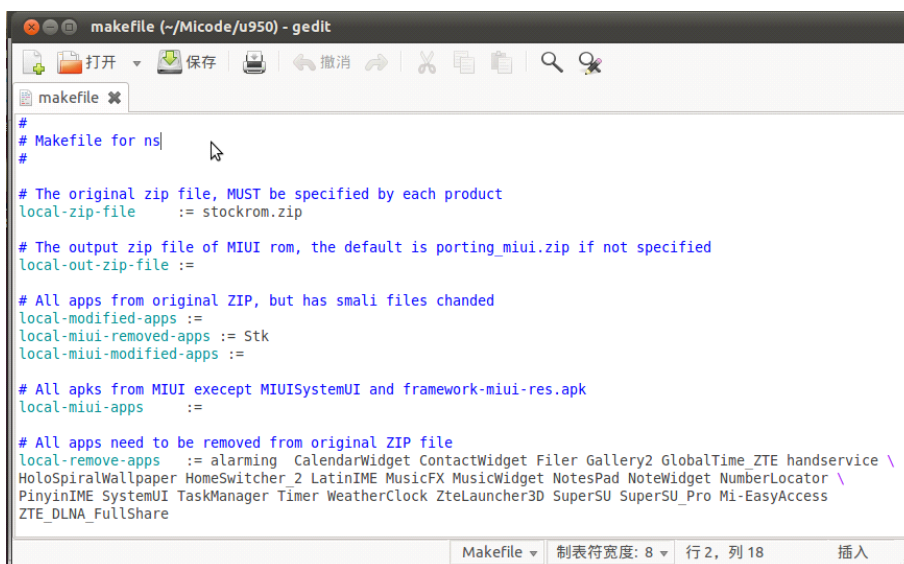 makefile (~/Micode/u950) - gedit
打开 保存 撤消
makefile
#
# Makefile for ns
#
# The original zip file, MUST be specified by each product
local-zip-file := stockrom.zip
# The output zip file of MIUI rom, the default is porting_miui.zip if not specified
local-out-zip-file :=
# All apps from original ZIP, but has smali files chanded
local-modified-apps :=
local-miui-removed-apps := Stk
local-miui-modified-apps :=
# All apks from MIUI execept MIUISystemUI and framework-miui-res.apk
local-miui-apps :=
# All apps need to be removed from original ZIP file
local-remove-apps := alarming CalendarWidget ContactWidget Filer Gallery2 GlobalTime_ZTE handservice \
HoloSpiralWallpaper HomeSwitcher_2 LatinIME MusicFX MusicWidget NotesPad NoteWidget NumberLocator \
PinyinIME SystemUI TaskManager Timer WeatherClock ZteLauncher3D SuperSU SuperSU_Pro Mi-EasyAccess
ZTE_DLNA_FullShare
Makefile 制表符宽度: 8 行 2, 列 18 插入